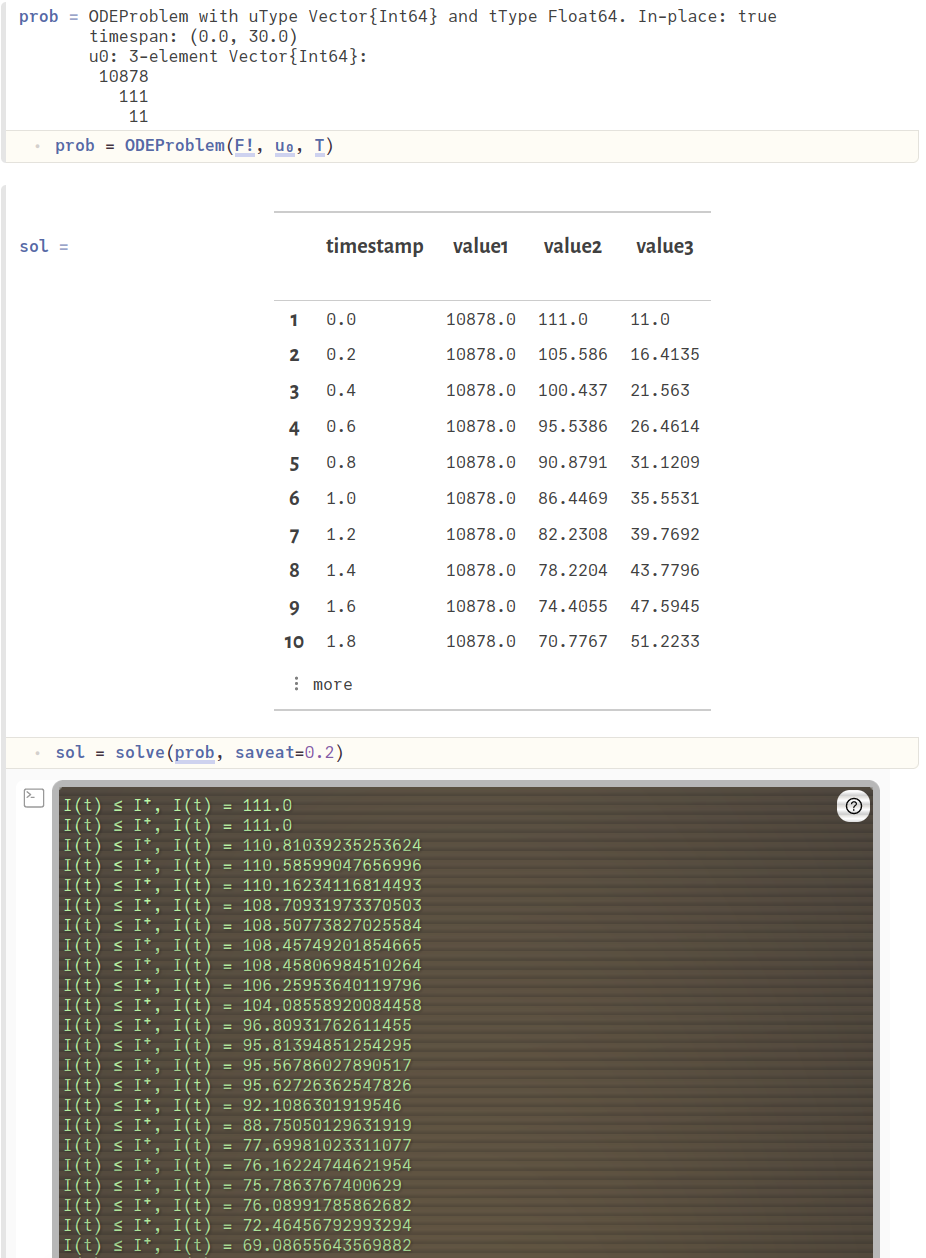 prob = ODEProblem with uType Vector{Int64} and tType Float64. In-place: true
timespan: (0.0, 30.0)
u0: 3-element Vector{Int64}:
10878
111
11
prob = ODEProblem(F!, u₀, T)
sol =
timestamp value1 value2 value3
1 0.0 10878.0 111.0 11.0
2 0.2 10878.0 105.586 16.4135
3 0.4 10878.0 100.437 21.563
4 0.6 10878.0 95.5386 26.4614
5 0.8 10878.0 90.8791 31.1209
6 1.0 10878.0 86.4469 35.5531
7 1.2 10878.0 82.2308 39.7692
8 1.4 10878.0 78.2204 43.7796
9 1.6 10878.0 74.4055 47.5945
10 1.8 10878.0 70.7767 51.2233
⋮ more
sol = solve(prob, saveat=0.2)
I(t) ≤ I⁺, I(t) = 111.0
I(t) ≤ I⁺, I(t) = 111.0
I(t) ≤ I⁺, I(t) = 110.81039235253624
I(t) ≤ I⁺, I(t) = 110.58599047656996
I(t) ≤ I⁺, I(t) = 110.16234116814493
I(t) ≤ I⁺, I(t) = 108.70931973370503
I(t) ≤ I⁺, I(t) = 108.50773827025584
I(t) ≤ I⁺, I(t) = 108.45749201854665
I(t) ≤ I⁺, I(t) = 108.45806984510264
I(t) ≤ I⁺, I(t) = 106.25953640119796
I(t) ≤ I⁺, I(t) = 104.08558920084458
I(t) ≤ I⁺, I(t) = 96.80931762611455
I(t) ≤ I⁺, I(t) = 95.81394851254295
I(t) ≤ I⁺, I(t) = 95.56786027890517
I(t) ≤ I⁺, I(t) = 95.62726362547826
I(t) ≤ I⁺, I(t) = 92.1086301919546
I(t) ≤ I⁺, I(t) = 88.75050129631919
I(t) ≤ I⁺, I(t) = 77.69981023311077
I(t) ≤ I⁺, I(t) = 76.16224744621954
I(t) ≤ I⁺, I(t) = 75.7863767400629
I(t) ≤ I⁺, I(t) = 76.08991785862682
I(t) ≤ I⁺, I(t) = 72.46456792993294
I(t) ≤ I⁺, I(t) = 69.08655643569882